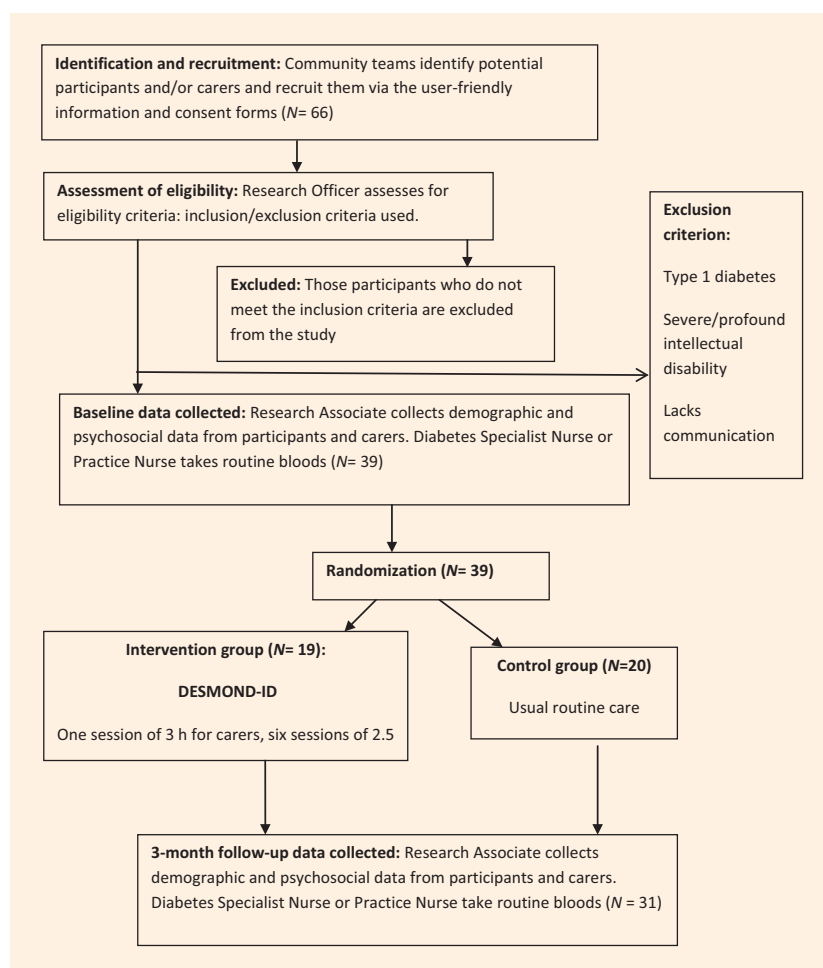 Identification and recruitment: Community teams identify potential
participants and/or carers and recruit them via the user-friendly
information and consent forms (N= 66)
Assessment of eligibility: Research Officer assesses for
eligibility criteria: inclusion/exclusion criteria used.
Exclusion
criterion:
Type 1 diabetes
Severe/profound
intellectual
disability
Lacks
communication
Excluded: Those participants who do not
meet the inclusion criteria are excluded
from the study
Baseline data collected: Research Associate collects demographic and
psychosocial data from participants and carers. Diabetes Specialist Nurse or
Practice Nurse takes routine bloods (N= 39)
Randomization (N= 39)
Intervention group (N= 19):
DESMOND-ID
One session of 3 h for carers, six sessions of 2.5
Control group (N=20)
Usual routine care
3-month follow-up data collected: Research Associate collects
demographic and psychosocial data from participants and carers.
Diabetes Specialist Nurse or Practice Nurse take routine bloods (N = 31)